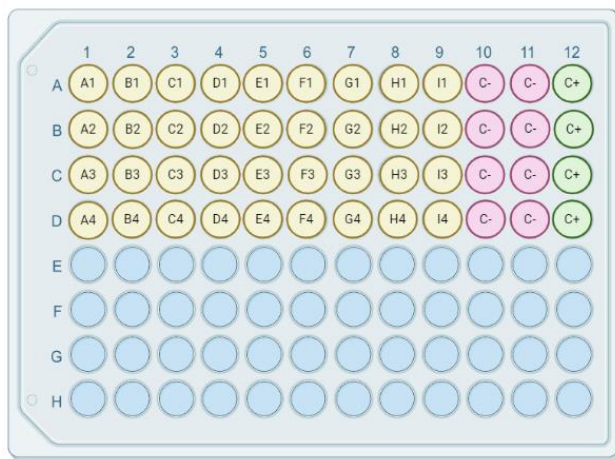 1 2 3 4 5 6 7 8 9 10 11 12
A A1 B1 C1 D1 E1 F1 G1 H1 I1 C- C- C+
B A2 B2 C2 D2 E2 F2 G2 H2 I2 C- C- C+
C A3 B3 C3 D3 E3 F3 G3 H3 I3 C- C- C+
D A4 B4 C4 D4 E4 F4 G4 H4 I4 C- C- C+
E
F
G
H